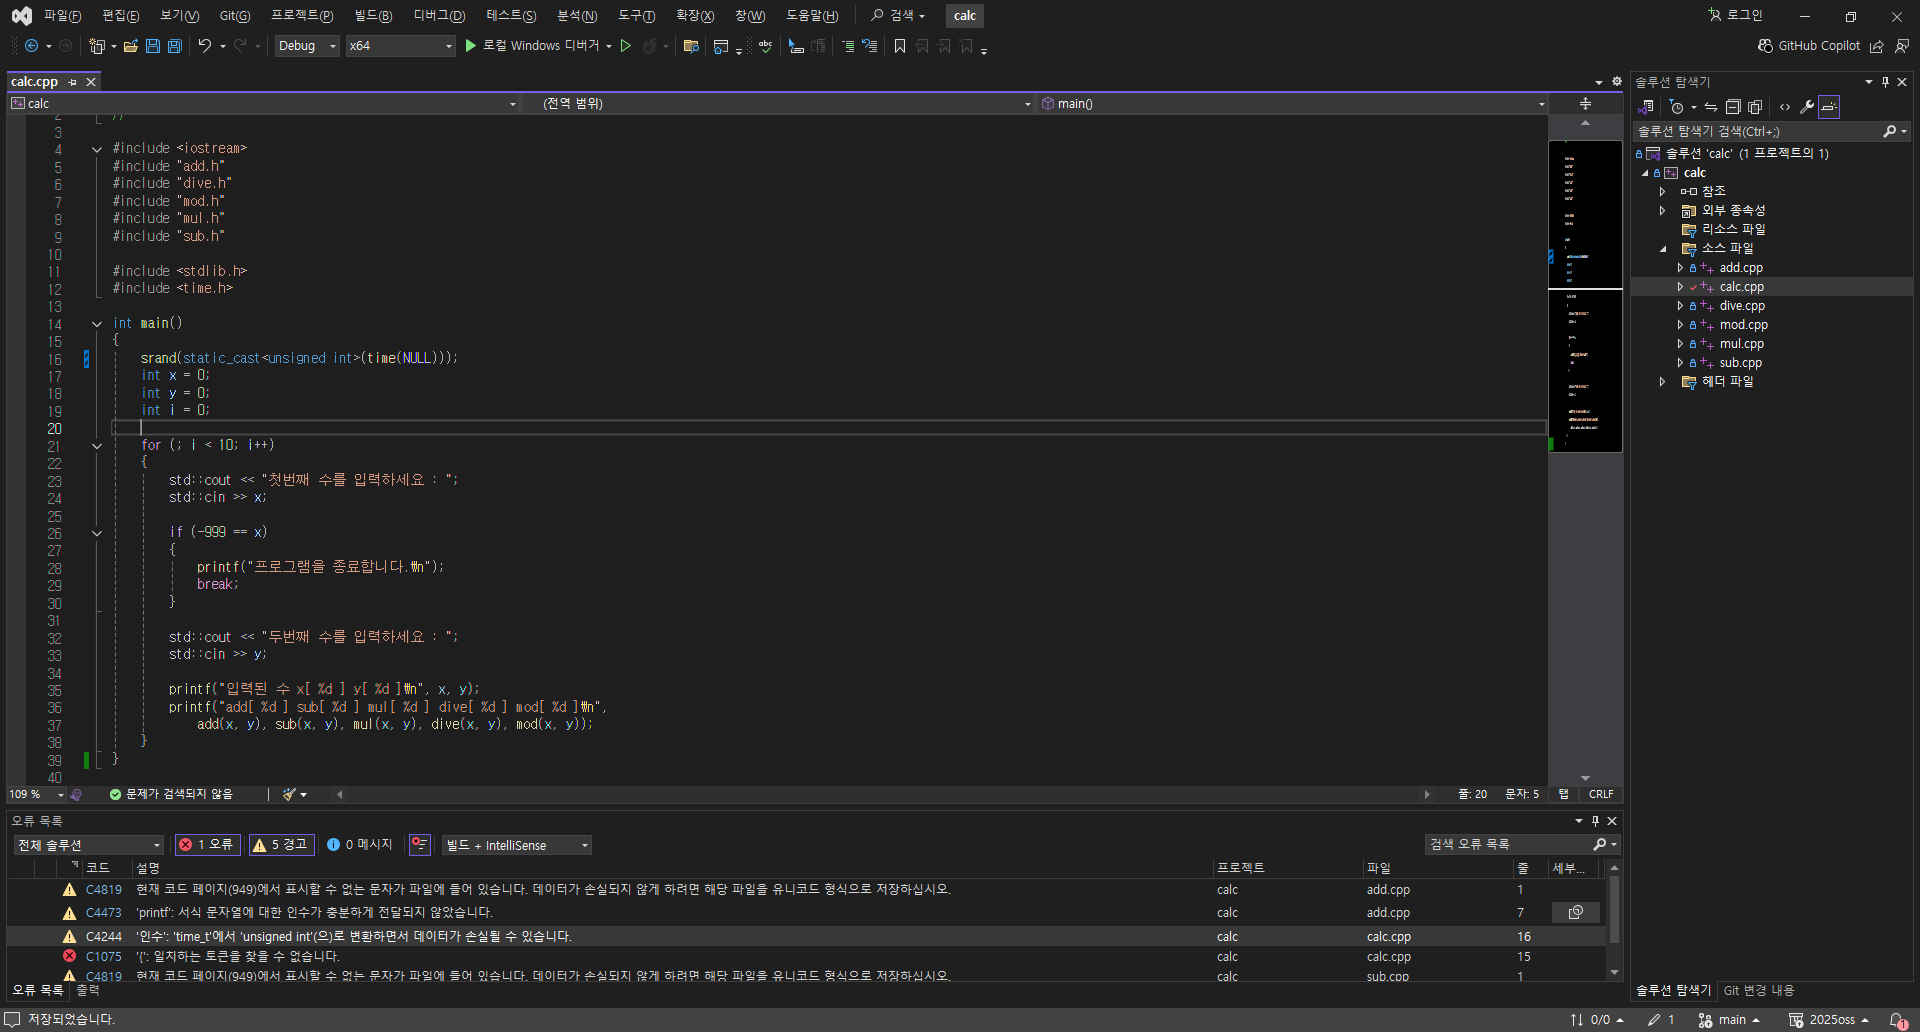 파일(F) 편집(E) 보기(V) Git(G) 프로젝트(P) 빌드(B) 디버그(D) 테스트(S) 분석(N) 도구(T) 확장(X) 창(W) 도움말(H) 검색 calc 로그인
Debug x64 로컬 Windows 디버거 GitHub Copilot
calc.cpp
calc (전역 범위) main()
2
3
4 #include <iostream>
5 #include "add.h"
6 #include "dive.h"
7 #include "mod.h"
8 #include "mul.h"
9 #include "sub.h"
10
11 #include <stdlib.h>
12 #include <time.h>
13
14 int main()
15 {
16 srand(static_cast<unsigned int>(time(NULL)));
17 int x = 0;
18 int y = 0;
19 int i = 0;
20
21 for (; i < 10; i++)
22 {
23 std::cout << "첫번째 수를 입력하세요 : ";
24 std::cin >> x;
25
26 if (-999 == x)
27 {
28 printf("프로그램을 종료합니다.₩n");
29 break;
30 }
31
32 std::cout << "두번째 수를 입력하세요 : ";
33 std::cin >> y;
34
35 printf("입력된 수 x[ %d ] y[ %d ]₩n", x, y);
36 printf("add[ %d ] sub[ %d ] mul[ %d ] dive[ %d ] mod[ %d ]₩n",
37 add(x, y), sub(x, y), mul(x, y), dive(x, y), mod(x, y));
38 }
39 }
40
109 % 문제가 검색되지 않음 줄: 20 문자: 5 탭 CRLF
오류 목록
전체 솔루션 1 오류 5 경고 0 메시지 빌드 + IntelliSense 검색 오류 목록
코드 설명 프로젝트 파일 줄 세부...
C4819 현재 코드 페이지(949)에서 표시할 수 없는 문자가 파일에 들어 있습니다. 데이터가 손실되지 않게 하려면 해당 파일을 유니코드 형식으로 저장하십시오. calc add.cpp 1
C4473 'printf': 서식 문자열에 대한 인수가 충분하게 전달되지 않았습니다. calc add.cpp 7
C4244 '인수': 'time_t'에서 'unsigned int'(으)로 변환하면서 데이터가 손실될 수 있습니다. calc calc.cpp 16
C1075 '{': 일치하는 토큰을 찾을 수 없습니다. calc calc.cpp 15
C4819 현재 코드 페이지(949)에서 표시할 수 없는 문자가 파일에 들어 있습니다. 데이터가 손실되지 않게 하려면 해당 파일을 유니코드 형식으로 저장하십시오. calc sub.cpp 1
오류 목록 출력
솔루션 탐색기
솔루션 탐색기 검색(Ctrl+;)
솔루션 'calc' (1 프로젝트의 1)
calc
참조
외부 종속성
리소스 파일
소스 파일
add.cpp
calc.cpp
dive.cpp
mod.cpp
mul.cpp
sub.cpp
헤더 파일
솔루션 탐색기 Git 변경 내용
저장되었습니다. 0/0 1 main 2025oss 1